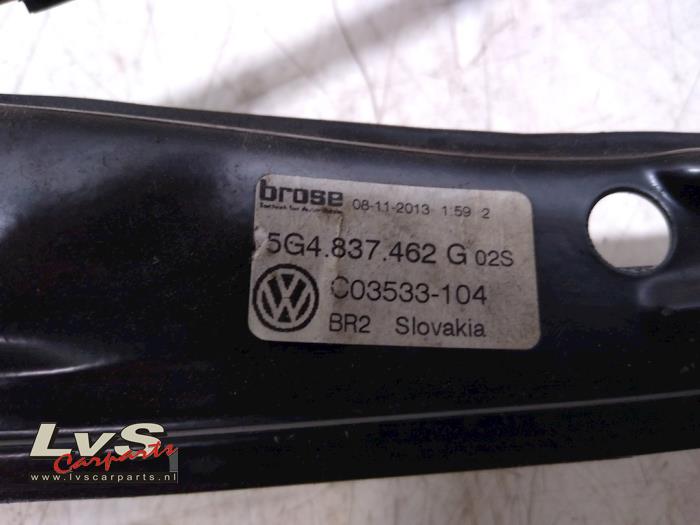 brose 08-11-2013 1:59 2
Technik für Automobile
5G4.837.462 G 02S
VW C03533-104
BR2 Slovakia
LvS
Carparts
www.lvscarparts.nl